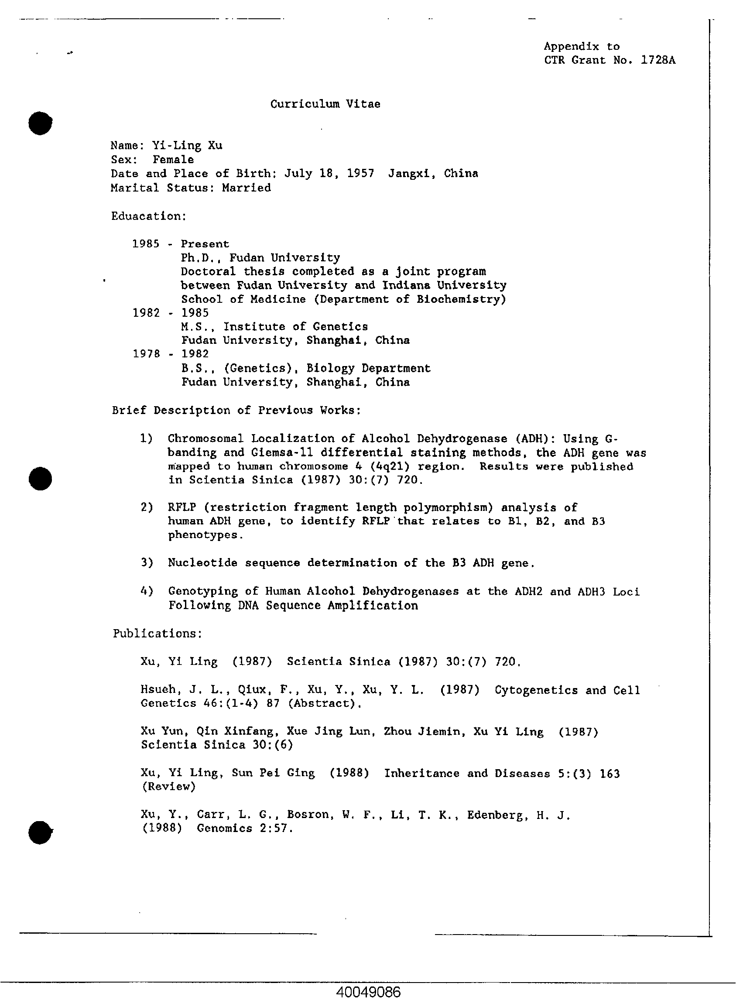 Appendix to
CTR Grant No. 1728A
Curriculum Vitae
Name: Yi-Ling Xu
Sex: Female
Date and Place of Birth: July 18, 1957 Jangxi, China
Marital Status: Married
Eduacation:
1985 - Present
Ph.D., Fudan University
Doctoral thesis completed as a joint program
between Fudan University and Indiana University
School of Medicine (Department of Biochemistry)
1982 - 1985
M.S., Institute of Genetics
Fudan University, Shanghai, China
1978 - 1982
B.S., (Genetics), Biology Department
Fudan University, Shanghai, China
Brief Description of Previous Works:
1) Chromosomal Localization of Alcohol Dehydrogenase (ADH): Using G-
banding and Giemsa-11 differential staining methods, the ADH gene was
mapped to human chromosome 4 (4q21) region. Results were published
in Scientia Sinica (1987) 30:(7) 720.
2) RFLP (restriction fragment length polymorphism) analysis of
human ADH gene, to identify RFLP that relates to B1, B2, and B3
phenotypes.
3) Nucleotide sequence determination of the B3 ADH gene.
4) Genotyping of Human Alcohol Dehydrogenases at the ADH2 and ADH3 Loci
Following DNA Sequence Amplification
Publications:
Xu, Yi Ling (1987) Scientia Sinica (1987) 30:(7) 720.
Hsueh, J. L., Qiux, F., Xu, Y., Xu, Y. L. (1987) Cytogenetics and Cell
Genetics 46:(1-4) 87 (Abstract).
Xu Yun, Qin Xinfang, Xue Jing Lun, Zhou Jiemin, Xu Yi Ling (1987)
Scientia Sinica 30:(6)
Xu, Yi Ling, Sun Pei Ging (1988) Inheritance and Diseases 5:(3) 163
(Review)
Xu, Y., Carr, L. G., Bosron, W. F., Li, T. K., Edenberg, H. J.
(1988) Genomics 2:57.
40049086